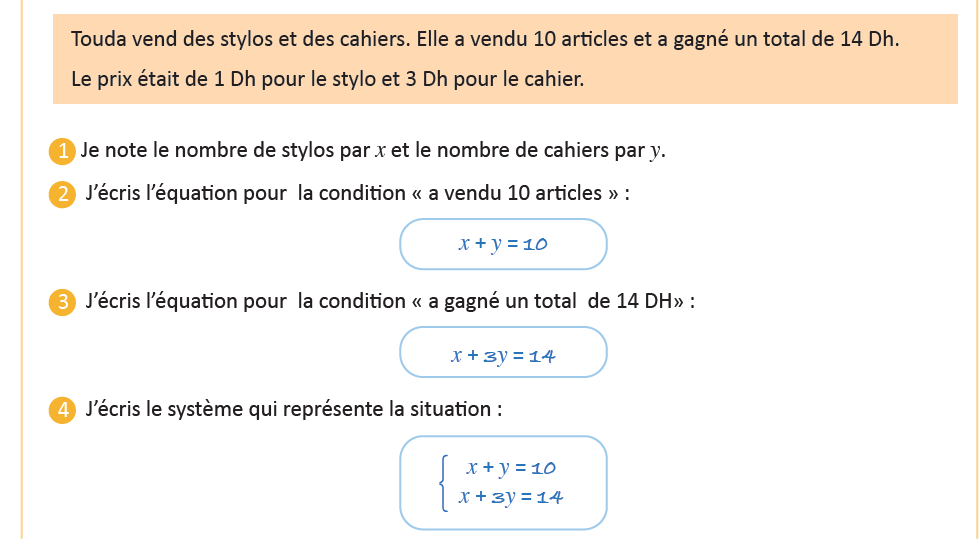 Touda vend des stylos et des cahiers. Elle a vendu 10 articles et a gagné un total de 14 Dh.
Le prix était de 1 Dh pour le stylo et 3 Dh pour le cahier.
1 Je note le nombre de stylos par x et le nombre de cahiers par y.
2 J’écris l’équation pour la condition « a vendu 10 articles » :
x + y = 10
3 J’écris l’équation pour la condition « a gagné un total de 14 DH» :
x + 3y = 14
4 J’écris le système qui représente la situation :
x + y = 10
x + 3y = 14